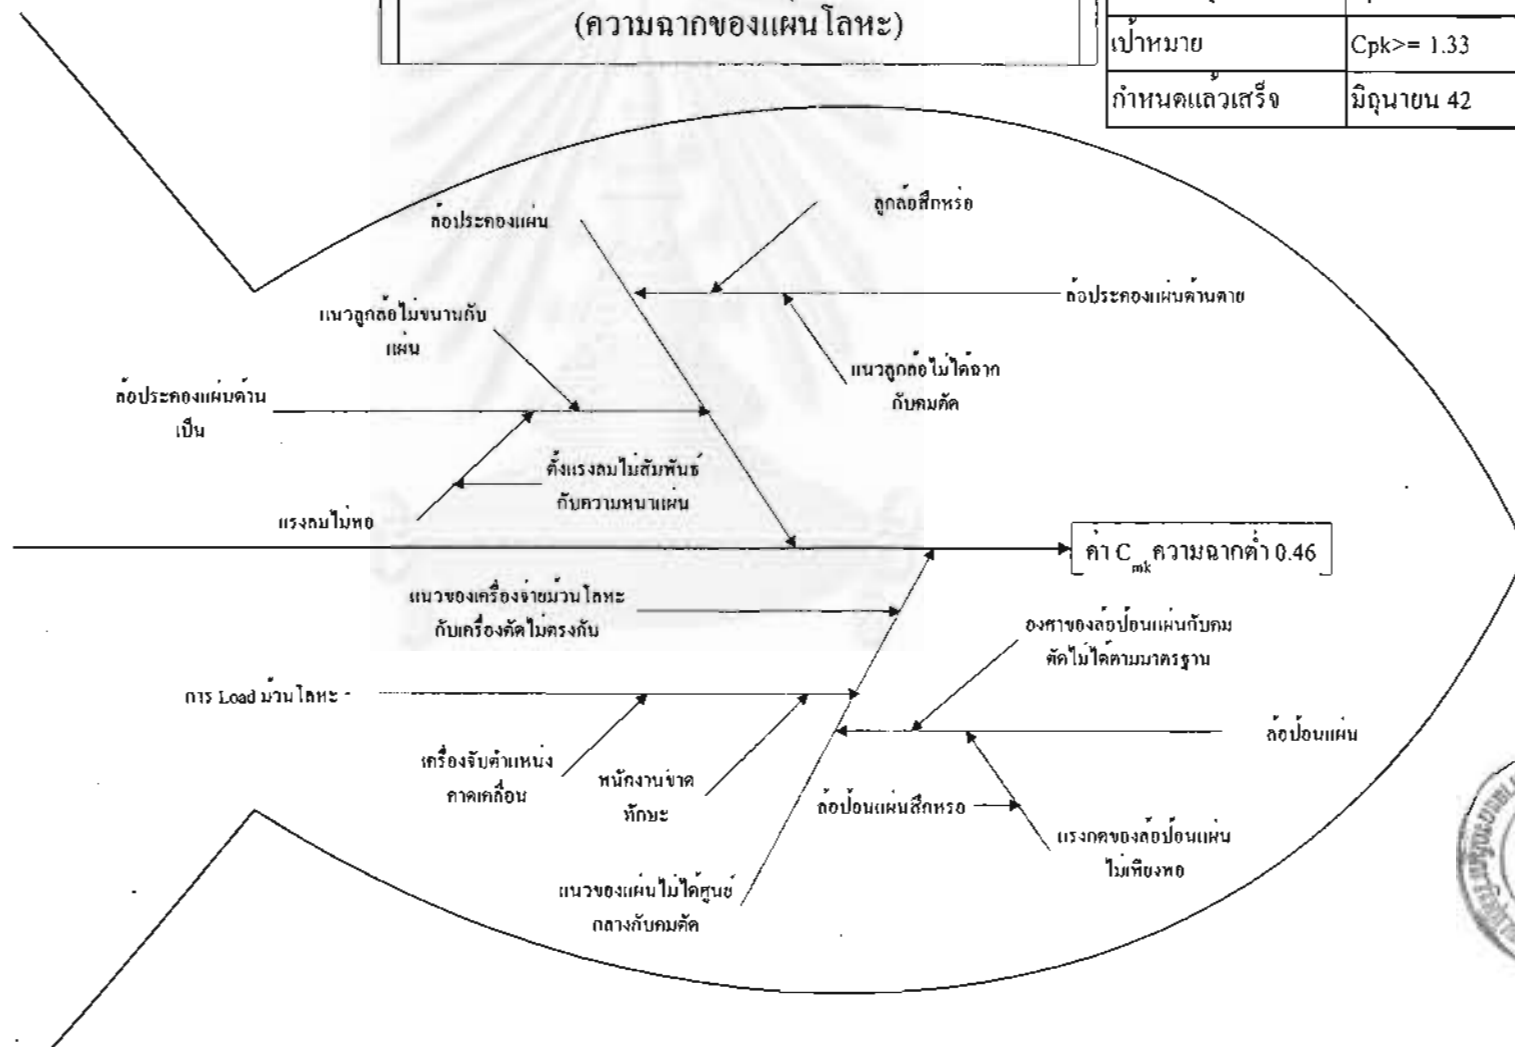 (ความฉากของแผ่นโลหะ)
เป้าหมาย
Cpk>= 1.33
กำหนดแล้วเสร็จ
มิถุนายน 42
ล้อประคองแผ่น
ลูกล้อสึกหรอ
ล้อประคองแผ่นด้านตาย
แนวลูกล้อไม่ขนานกับ
แผ่น
แนวลูกล้อไม่ได้ฉาก
กับคมตัด
ล้อประคองแผ่นด้าน
เป็น
ตั้งแรงลมไม่สัมพันธ์
กับความหนาแผ่น
แรงลมไม่พอ
ค่า Cmk ความฉากต่ำ 0.46
แนวของเครื่องจ่ายม้วนโลหะ
กับเครื่องตัดไม่ตรงกัน
องศาของล้อป้อนแผ่นกับคม
ตัดไม่ได้ตามมาตรฐาน
การ Load ม้วนโลหะ
ล้อป้อนแผ่น
เครื่องจับตำแหน่ง
คาดเคลื่อน
พนักงานขาด
ทักษะ
ล้อป้อนแผ่นสึกหรอ
แรงกดของล้อป้อนแผ่น
ไม่เพียงพอ
แนวของแผ่นไม่ได้ศูนย์
กลางกับคมตัด